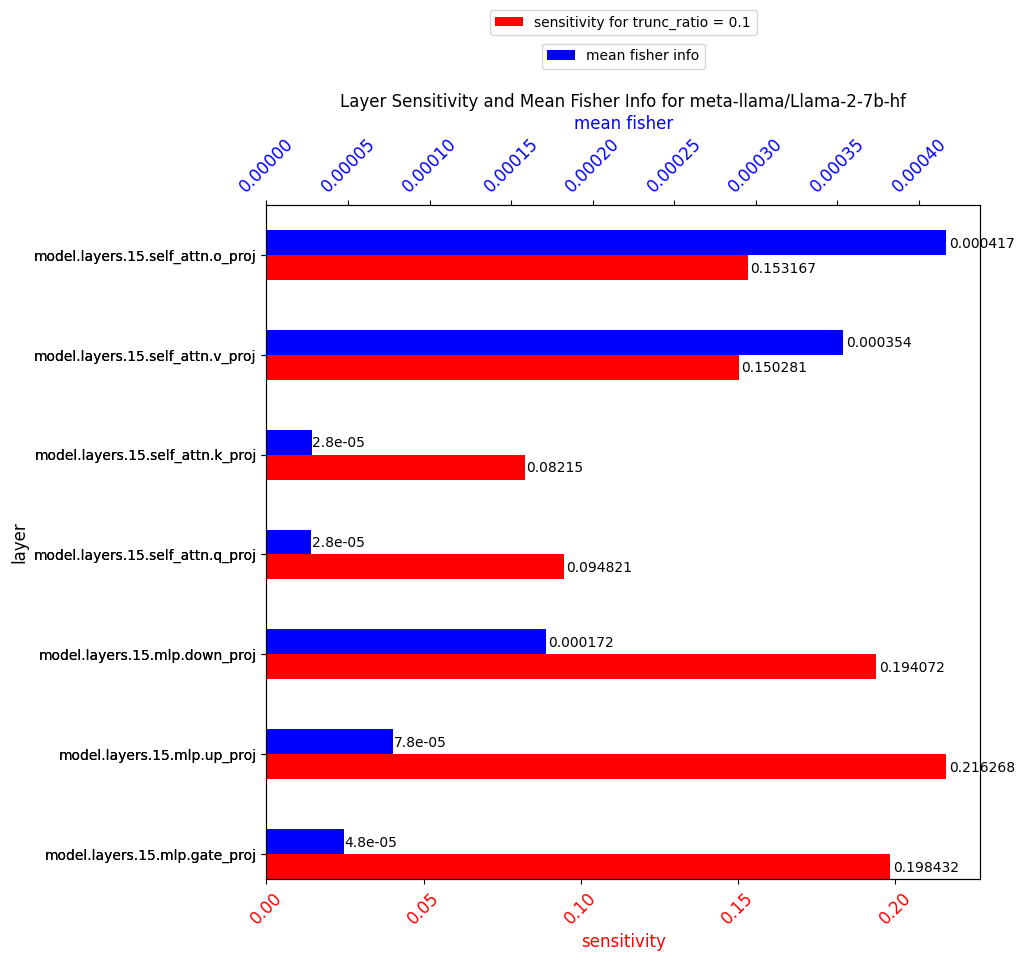 sensitivity for trunc_ratio = 0.1
mean fisher info
Layer Sensitivity and Mean Fisher Info for meta-llama/Llama-2-7b-hf
mean fisher
0.00000 0.00005 0.00010 0.00015 0.00020 0.00025 0.00030 0.00035 0.00040
model.layers.15.self_attn.o_proj
0.000417
0.153167
model.layers.15.self_attn.v_proj
0.000354
0.150281
model.layers.15.self_attn.k_proj
2.8e-05
0.08215
model.layers.15.self_attn.q_proj
2.8e-05
0.094821
model.layers.15.mlp.down_proj
0.000172
0.194072
model.layers.15.mlp.up_proj
7.8e-05
0.216268
model.layers.15.mlp.gate_proj
4.8e-05
0.198432
layer
0.00 0.05 0.10 0.15 0.20
sensitivity